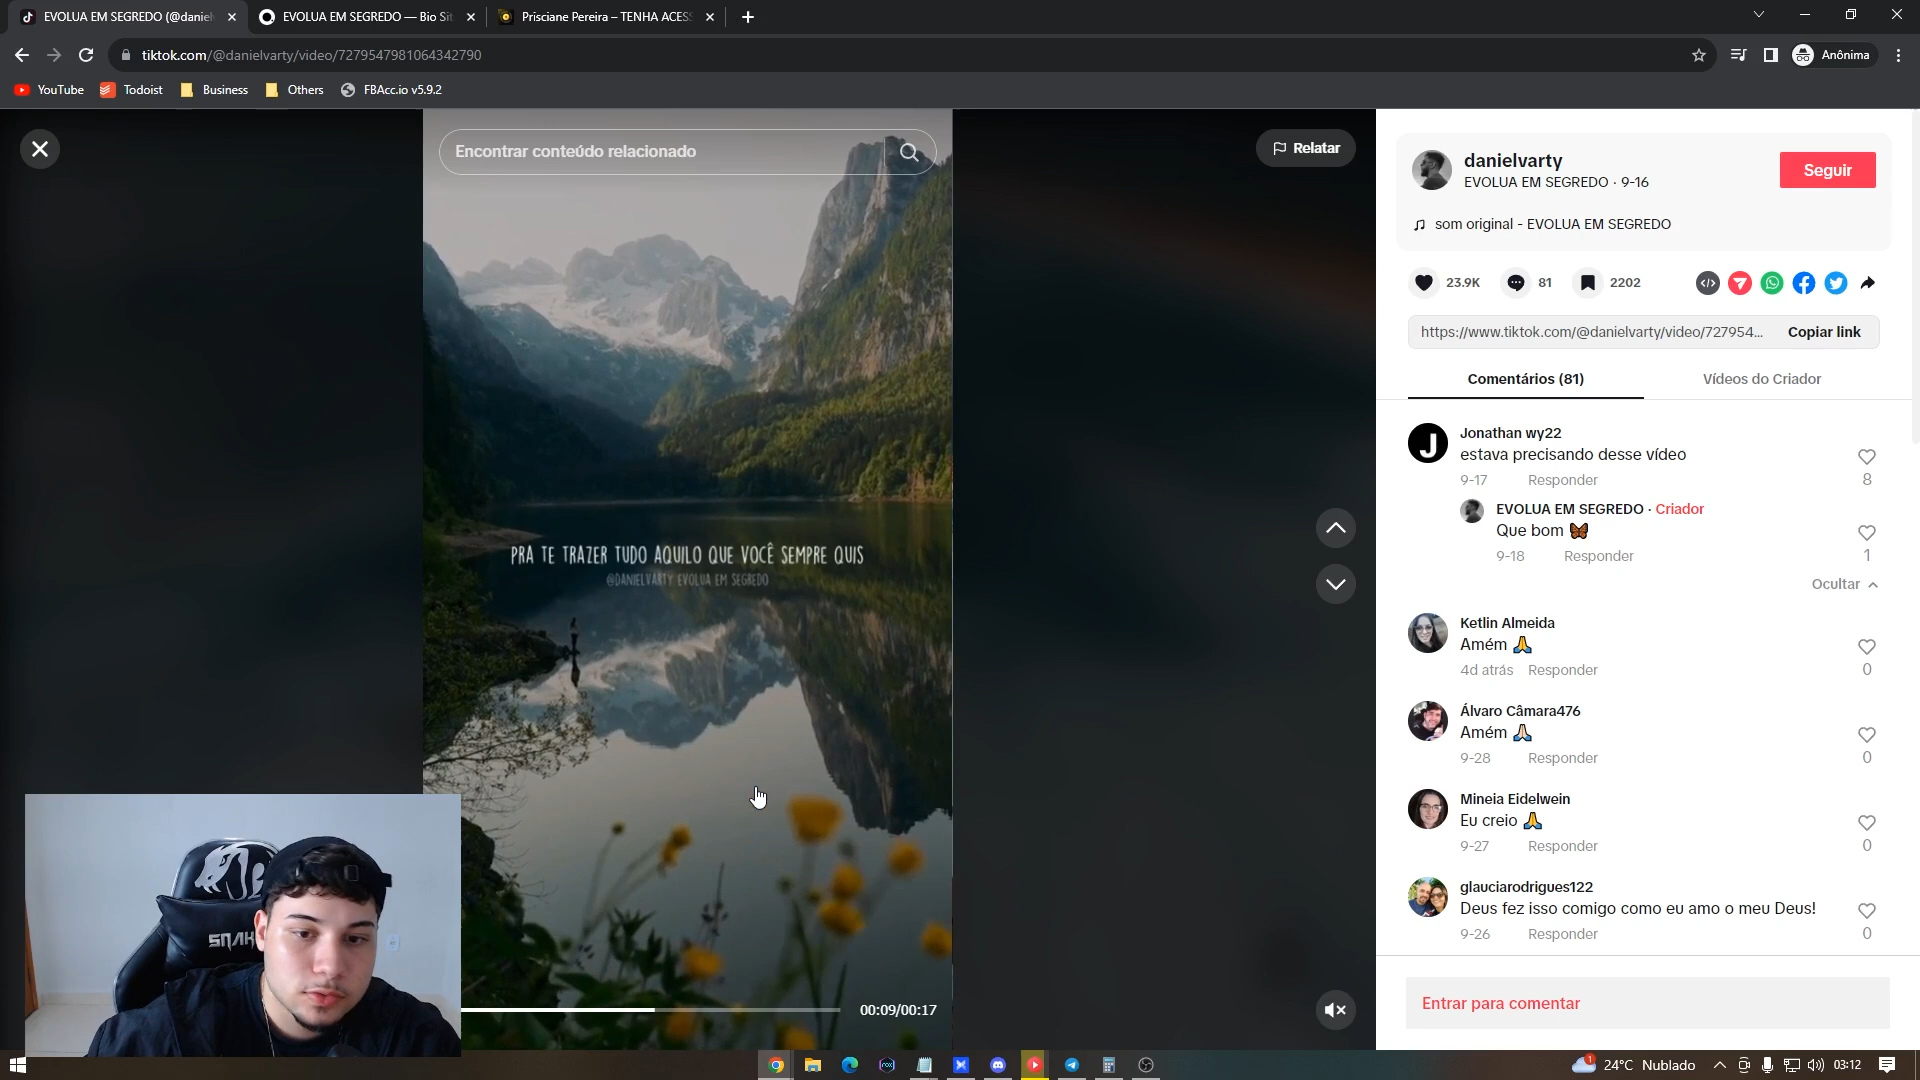 EVOLUA EM SEGREDO (@daniel
EVOLUA EM SEGREDO — Bio Sit
Prisciane Pereira – TENHA ACES
tiktok.com/@danielvarty/video/7279547981064342790
Anônima
YouTube
Todoist
Business
Others
FBAcc.io v5.9.2
Encontrar conteúdo relacionado
Relatar
PRA TE TRAZER TUDO AQUILO QUE VOCÊ SEMPRE QUIS
@DANIELVARTY EVOLUA EM SEGREDO
00:09/00:17
SNAK
danielvarty
EVOLUA EM SEGREDO · 9-16
Seguir
som original - EVOLUA EM SEGREDO
23.9K
81
2202
https://www.tiktok.com/@danielvarty/video/727954...
Copiar link
Comentários (81)
Vídeos do Criador
Jonathan wy22
estava precisando desse vídeo
9-17 Responder
8
EVOLUA EM SEGREDO · Criador
Que bom 🦋
9-18 Responder
1
Ocultar
Ketlin Almeida
Amém 🙏
4d atrás Responder
0
Álvaro Câmara476
Amém 🙏🏻
9-28 Responder
0
Mineia Eidelwein
Eu creio 🙏
9-27 Responder
0
glauciarodrigues122
Deus fez isso comigo como eu amo o meu Deus!
9-26 Responder
0
Entrar para comentar
1
24°C Nublado
03:12